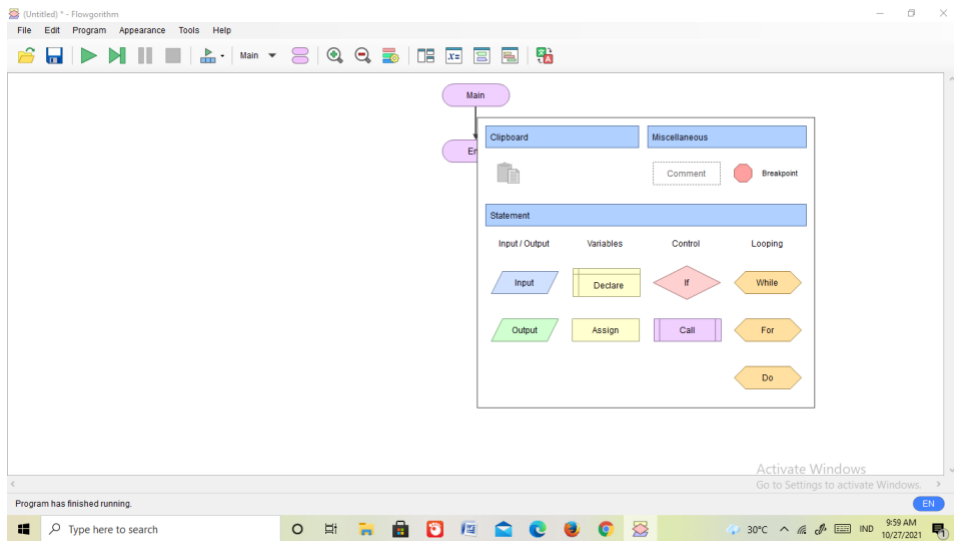 (Untitled) * - Flowgorithm
File Edit Program Appearance Tools Help
Main
x=
Main
En
Clipboard Miscellaneous
Comment Breakpoint
Statement
Input / Output Variables Control Looping
Input Declare If While
Output Assign Call For
Do
Activate Windows
Go to Settings to activate Windows.
Program has finished running. EN
Type here to search 30°C IND 9:59 AM
10/27/2021 1